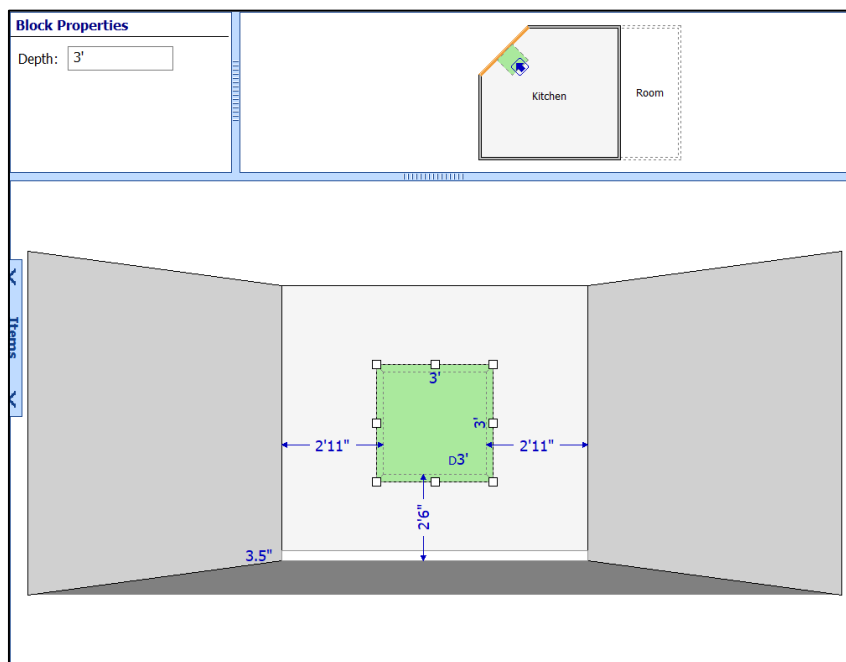 Block Properties
Depth: 3'
Kitchen
Room
Items
3'
3'
2'11"
D3'
2'11"
2'6"
3.5"